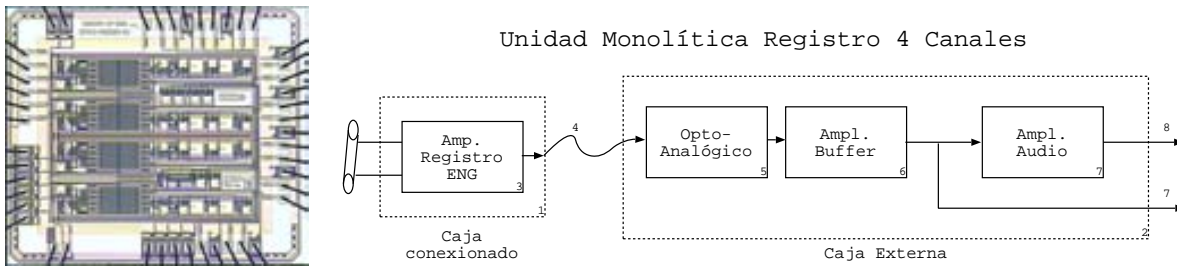 Unidad Monolítica Registro 4 Canales
Amp.
Registro
ENG
3
1
Caja
conexionado
4
Opto-
Analógico
5
Ampl.
Buffer
6
Ampl.
Audio
7
8
7
2
Caja Externa